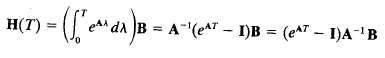 H(T) = (∫₀ᵀ e^{Aλ} dλ)B = A⁻¹(e^{AT} − I)B = (e^{AT} − I)A⁻¹B